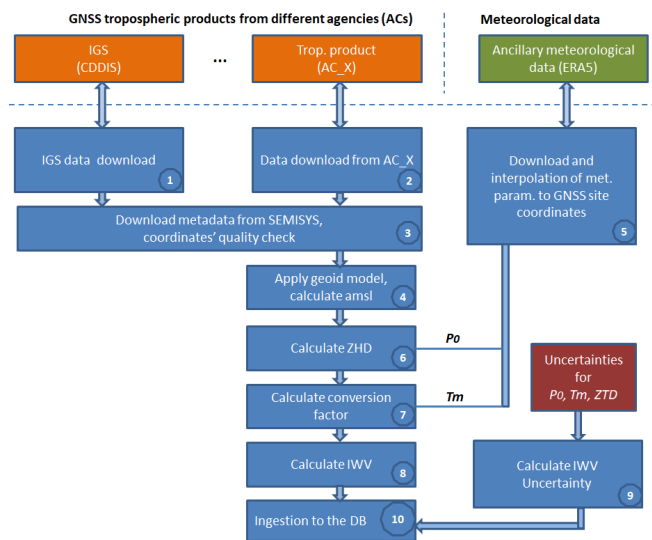 GNSS tropospheric products from different agencies (ACs)
Meteorological data
IGS
(CDDIS)
...
Trop. product
(AC_X)
Ancillary meteorological
data (ERA5)
IGS data download
1
Data download from AC_X
2
Download and
interpolation of met.
param. to GNSS site
coordinates
5
Download metadata from SEMISYS,
coordinates’ quality check
3
Apply geoid model,
calculate amsl
4
Calculate ZHD
6
P0
Uncertainties
for
P0, Tm, ZTD
Calculate conversion
factor
7
Tm
Calculate IWV
8
Calculate IWV
Uncertainty
9
Ingestion to the DB
10